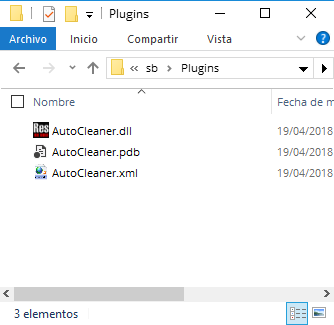 Plugins
Archivo Inicio Compartir Vista
« sb > Plugins
Nombre Fecha de m
Res AutoCleaner.dll 19/04/2018
AutoCleaner.pdb 19/04/2018
AutoCleaner.xml 19/04/2018
3 elementos